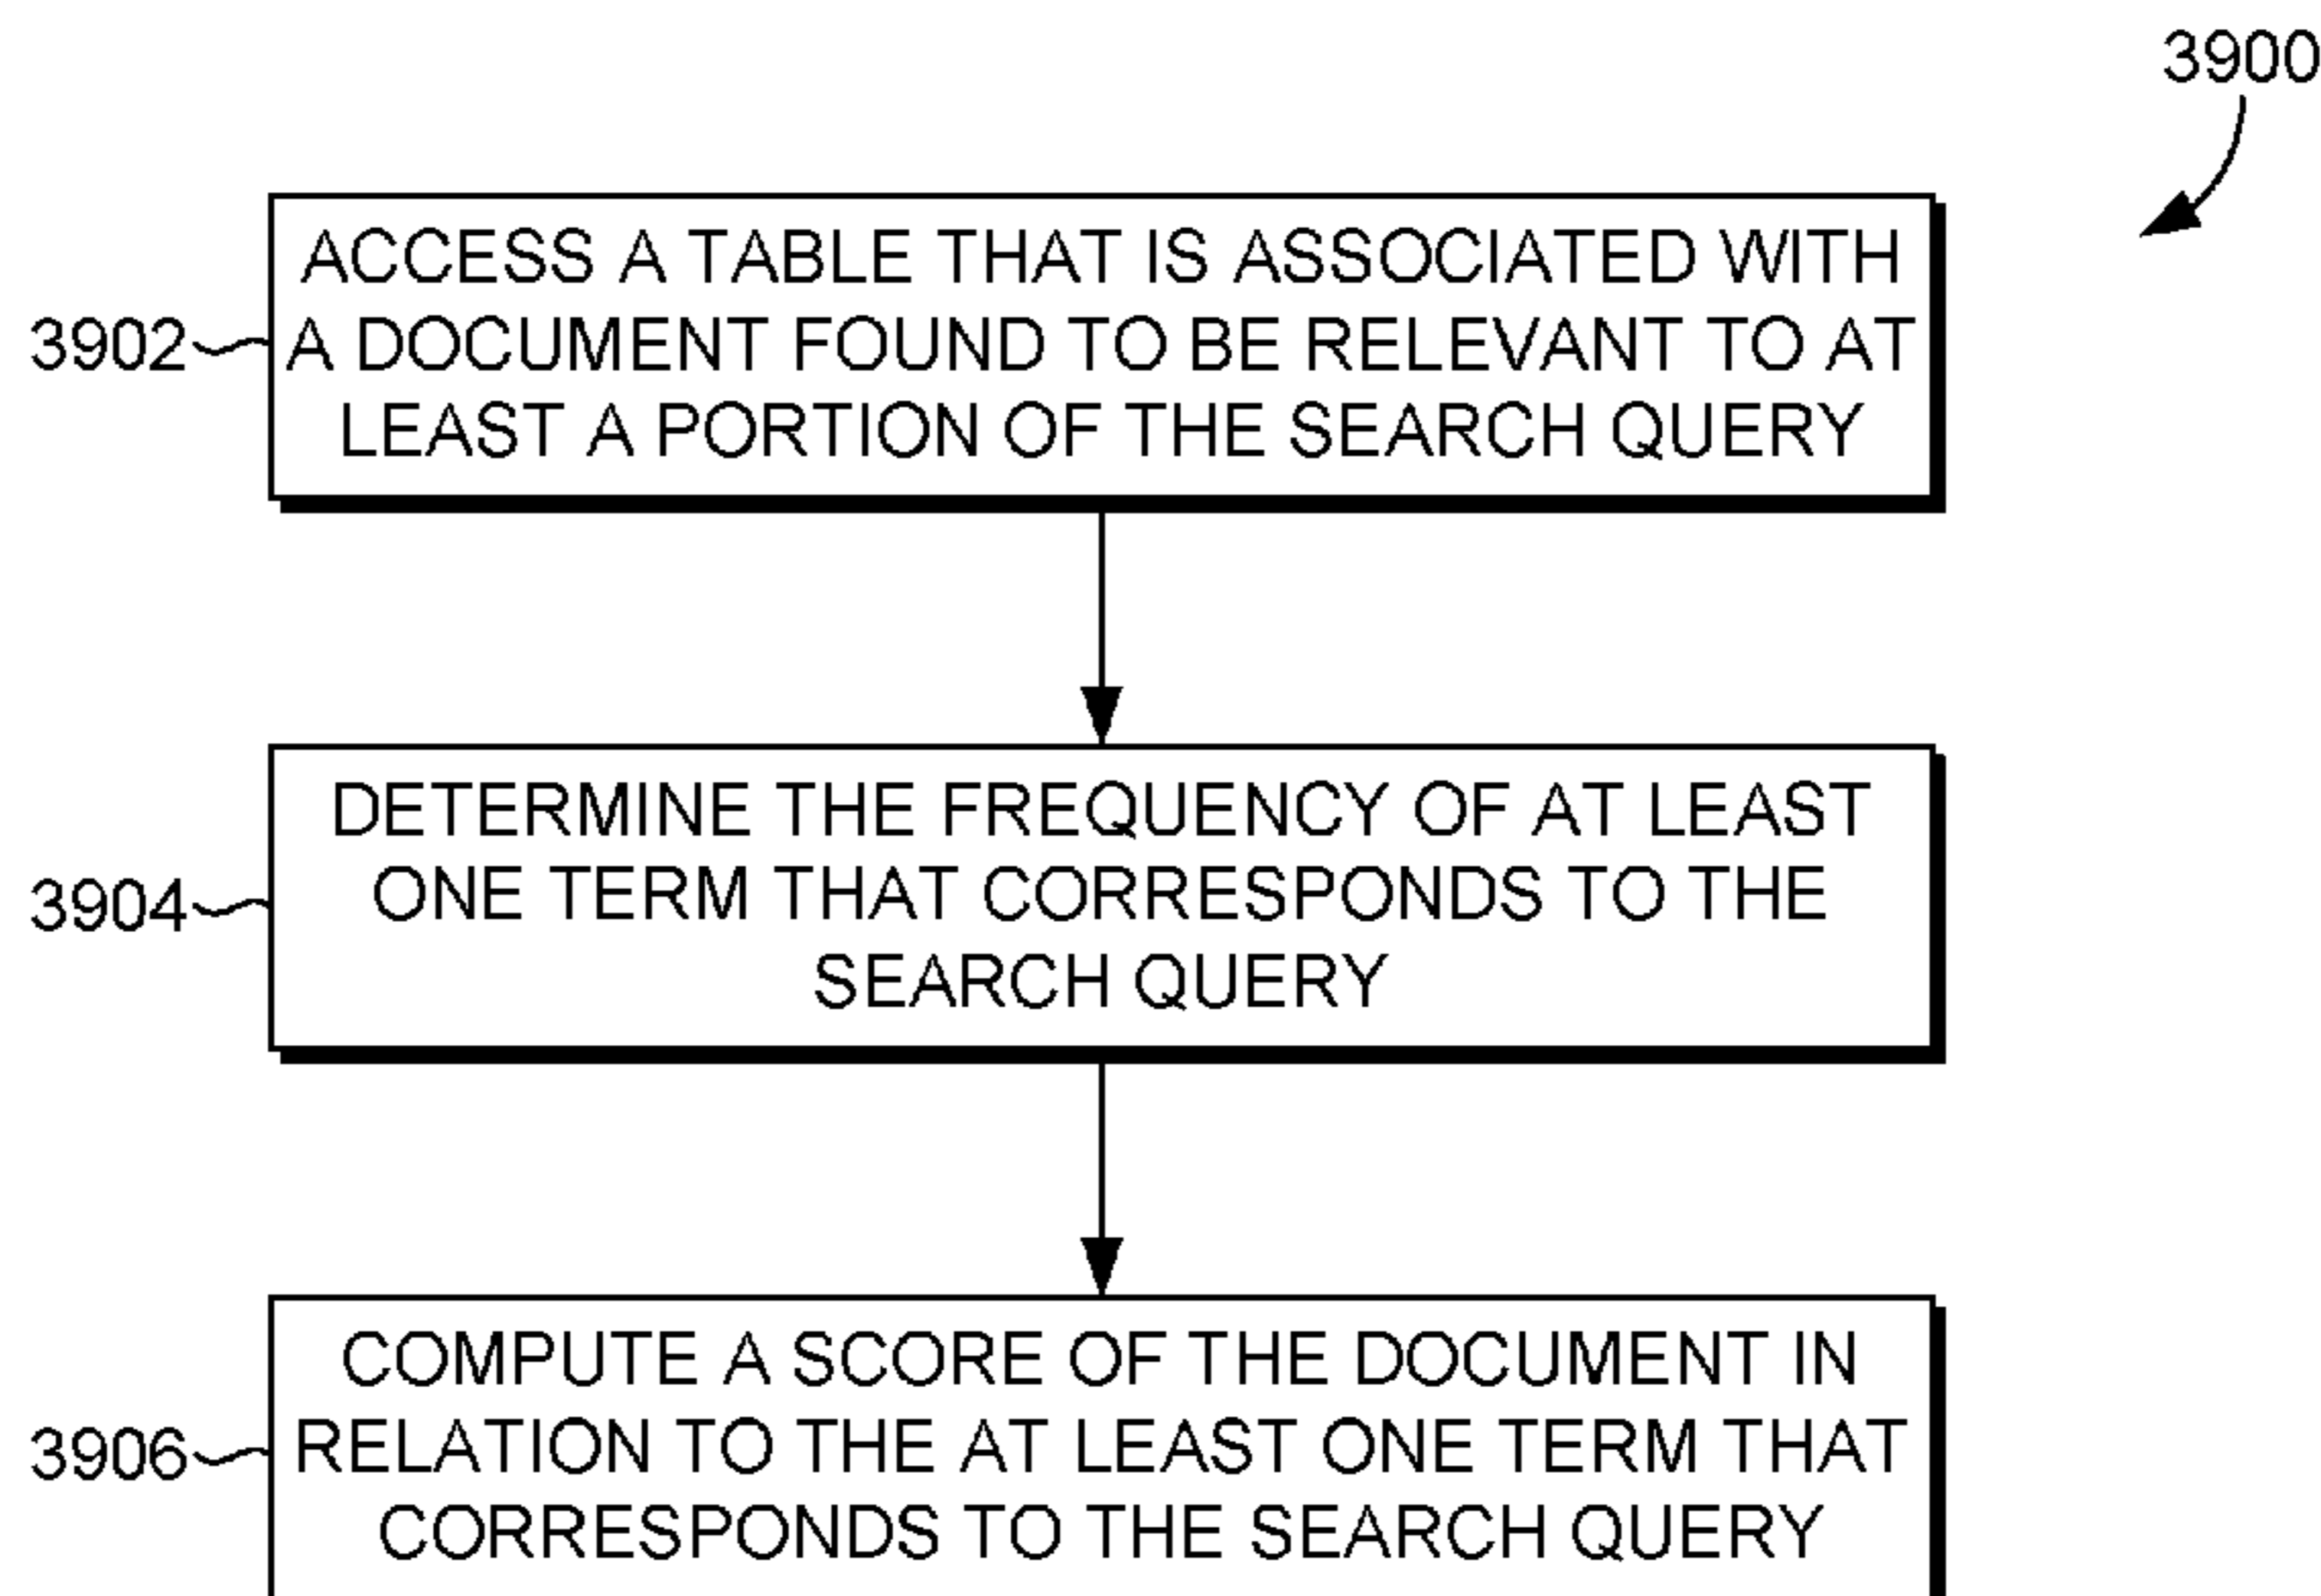 3900
ACCESS A TABLE THAT IS ASSOCIATED WITH
A DOCUMENT FOUND TO BE RELEVANT TO AT
LEAST A PORTION OF THE SEARCH QUERY
3902
DETERMINE THE FREQUENCY OF AT LEAST
ONE TERM THAT CORRESPONDS TO THE
SEARCH QUERY
3904
COMPUTE A SCORE OF THE DOCUMENT IN
RELATION TO THE AT LEAST ONE TERM THAT
CORRESPONDS TO THE SEARCH QUERY
3906